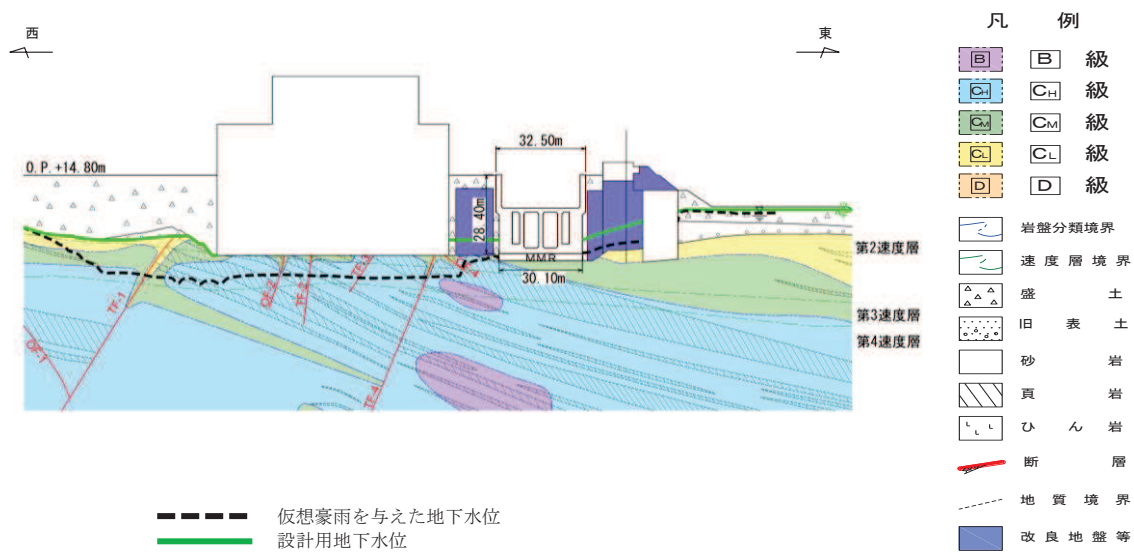 西
東
O.P.+14.80m
32.50m
28.40m
MMR
30.10m
第2速度層
第3速度層
第4速度層
TF-1
OF-1
OF-2
TF-2
TF-3
OF-4
TF-4
凡 例
B B 級
CH CH 級
CM CM 級
CL CL 級
D D 級
岩盤分類境界
速度層境界
盛土
旧表土
砂岩
頁岩
ひん岩
断層
地質境界
改良地盤等
仮想豪雨を与えた地下水位
設計用地下水位